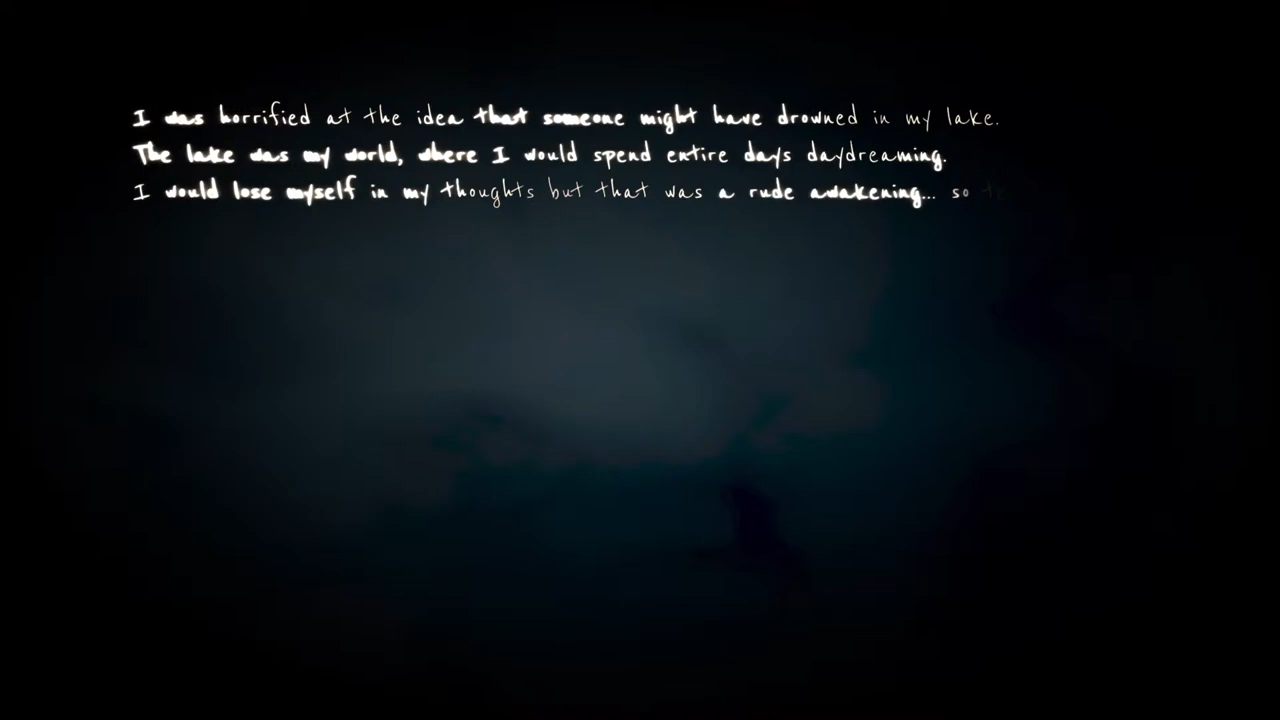 I was horrified at the idea that someone might have drowned in my lake.
The lake was my world, where I would spend entire days daydreaming.
I would lose myself in my thoughts but that was a rude awakening... so